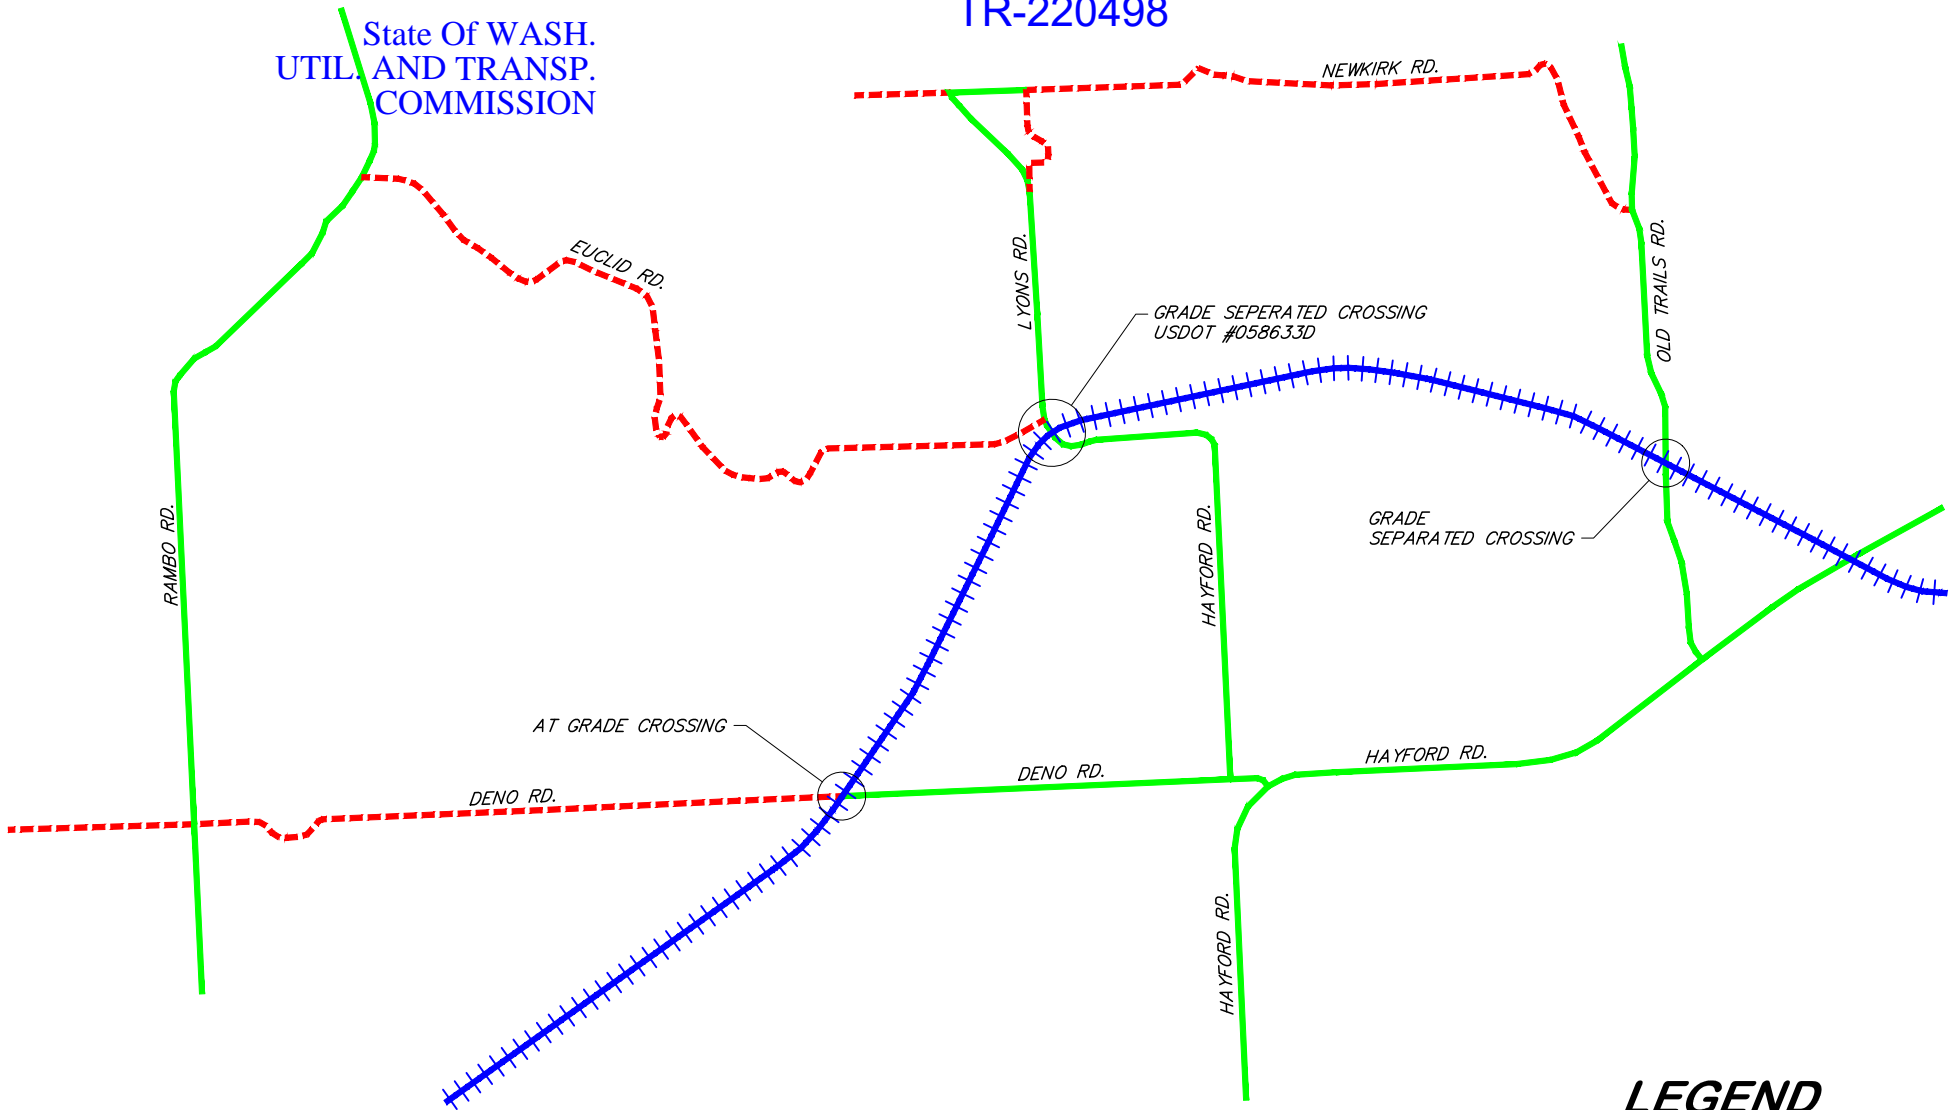 TR-220498
State Of WASH.
UTIL. AND TRANSP.
COMMISSION
NEWKIRK RD.
EUCLID RD.
LYONS RD.
OLD TRAILS RD.
GRADE SEPERATED CROSSING
USDOT #058633D
RAMBO RD.
HAYFORD RD.
GRADE
SEPARATED CROSSING
AT GRADE CROSSING
DENO RD.
DENO RD.
HAYFORD RD.
HAYFORD RD.
LEGEND